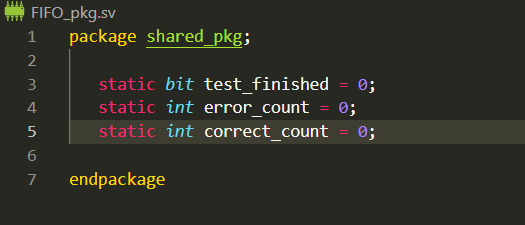 FIFO_pkg.sv
1 package shared_pkg;
2
3 static bit test_finished = 0;
4 static int error_count = 0;
5 static int correct_count = 0;
6
7 endpackage